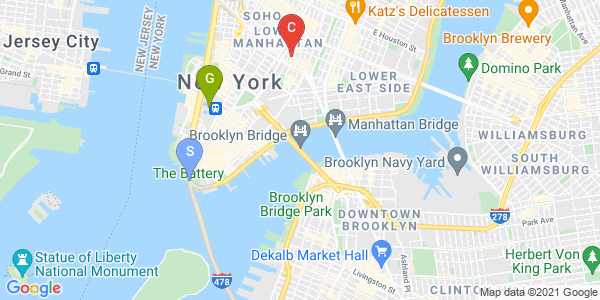 SOHO
Katz's Delicatessen
Manhattan Ave
C
LO
MANHATTAN
E Houston St
Brooklyn Brewery
Jersey City
NEW JERSEY
NEW YORK
Grand St
New York
G
LOWER
EAST SIDE
Domino Park
Brooklyn Bridge
Manhattan Bridge
WILLIAMSBURG
S
The Battery
Brooklyn Navy Yard
SOUTH
WILLIAMSBURG
Brooklyn
Bridge Park
DOWNTOWN
BROOKLYN
278
Park Ave
Statue of Liberty
National Monument
478
Dekalb Market Hall
Livingston St
Ashland Pl
CLINTO
Herbert Von
King Park
Google
Map data ©2021 Google